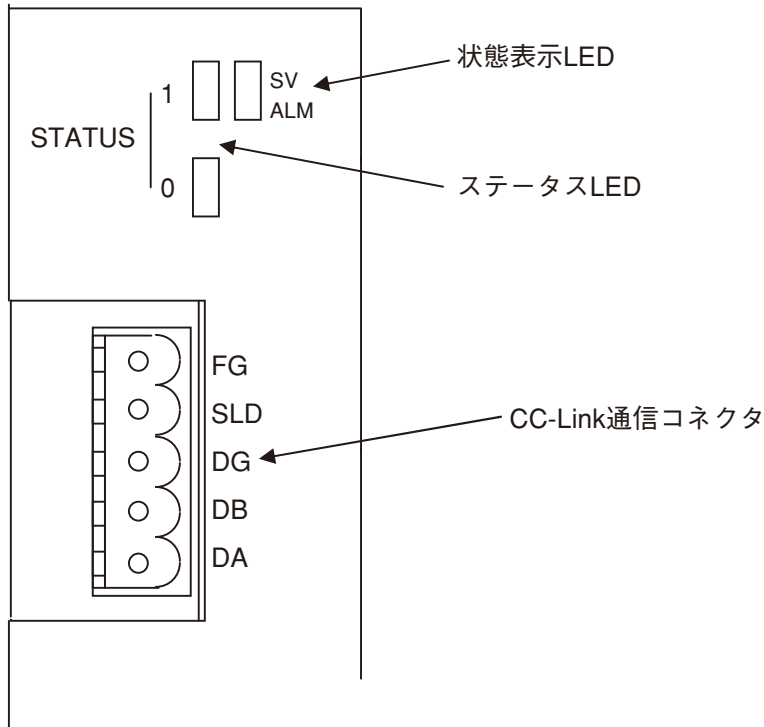 状態表示LED
1
SV
ALM
STATUS
ステータスLED
0
FG
SLD
CC-Link通信コネクタ
DG
DB
DA